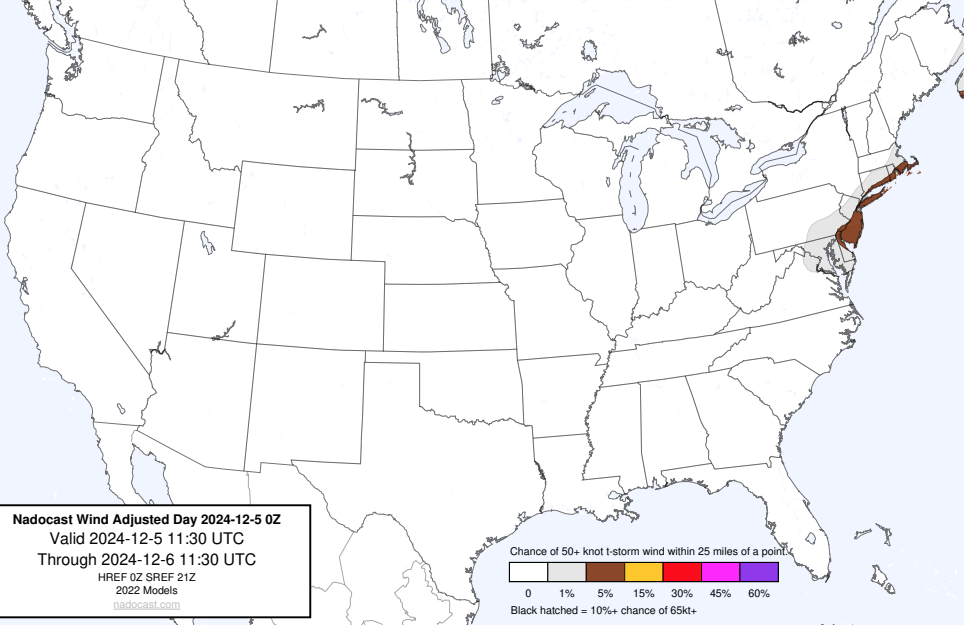 Nadocast Wind Adjusted Day 2024-12-5 0Z
Valid 2024-12-5 11:30 UTC
Through 2024-12-6 11:30 UTC
HREF 0Z SREF 21Z
2022 Models
nadocast.com
Chance of 50+ knot t-storm wind within 25 miles of a point.
0 1% 5% 15% 30% 45% 60%
Black hatched = 10%+ chance of 65kt+